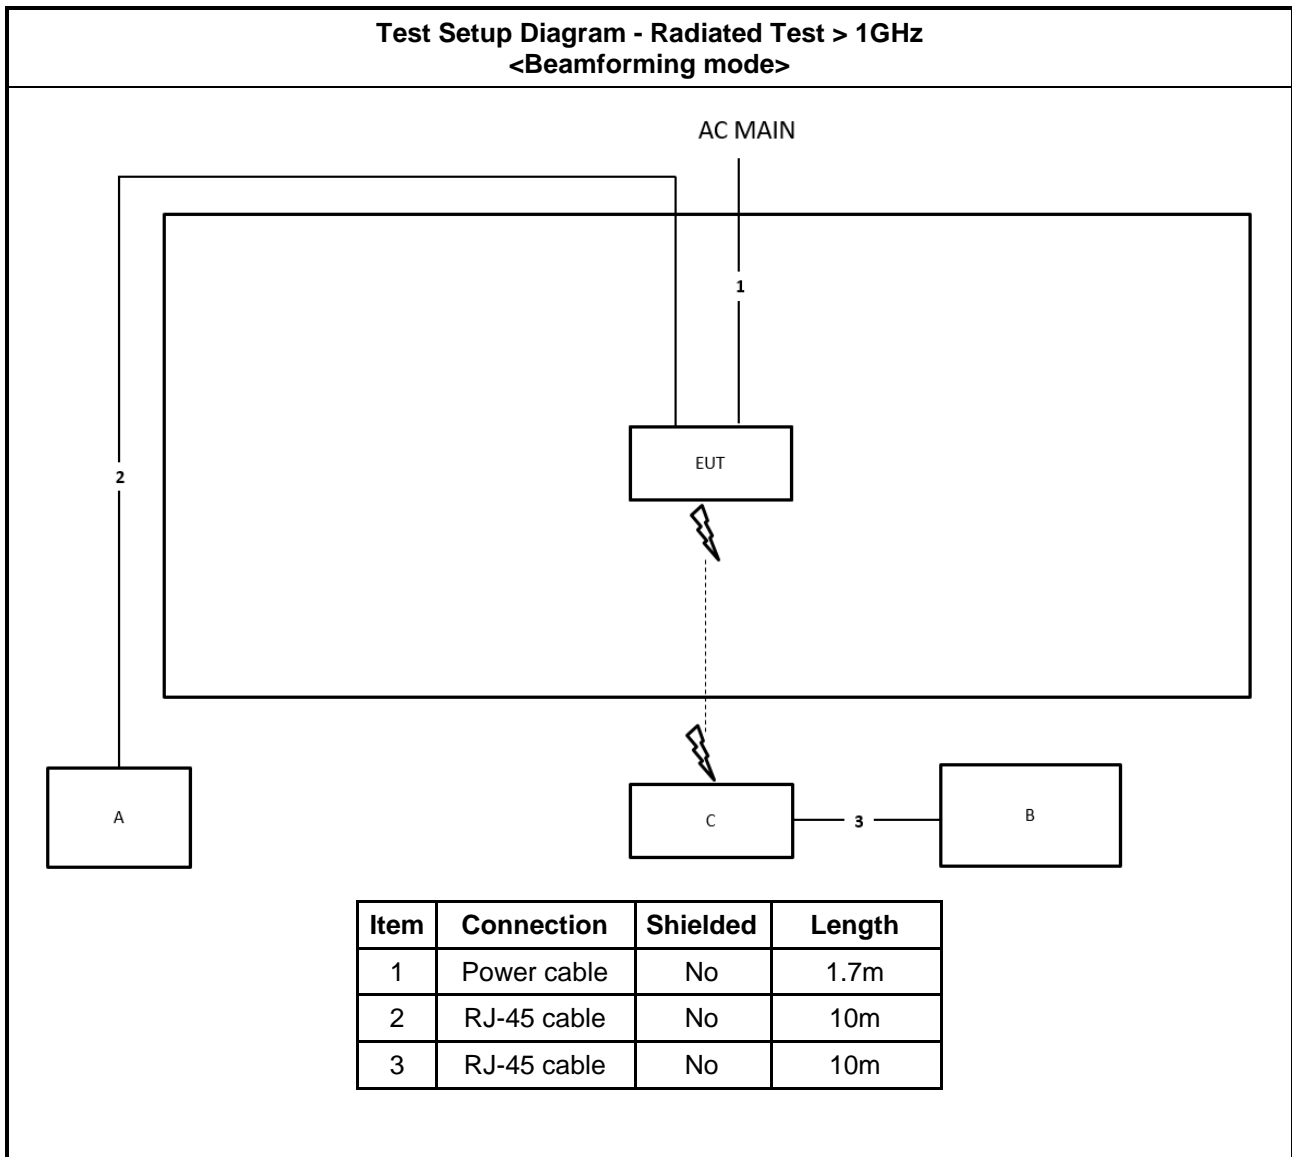 Test Setup Diagram - Radiated Test > 1GHz
<Beamforming mode>
AC MAIN
1
2
EUT
A
C
3
B
Item Connection Shielded Length
1 Power cable No 1.7m
2 RJ-45 cable No 10m
3 RJ-45 cable No 10m